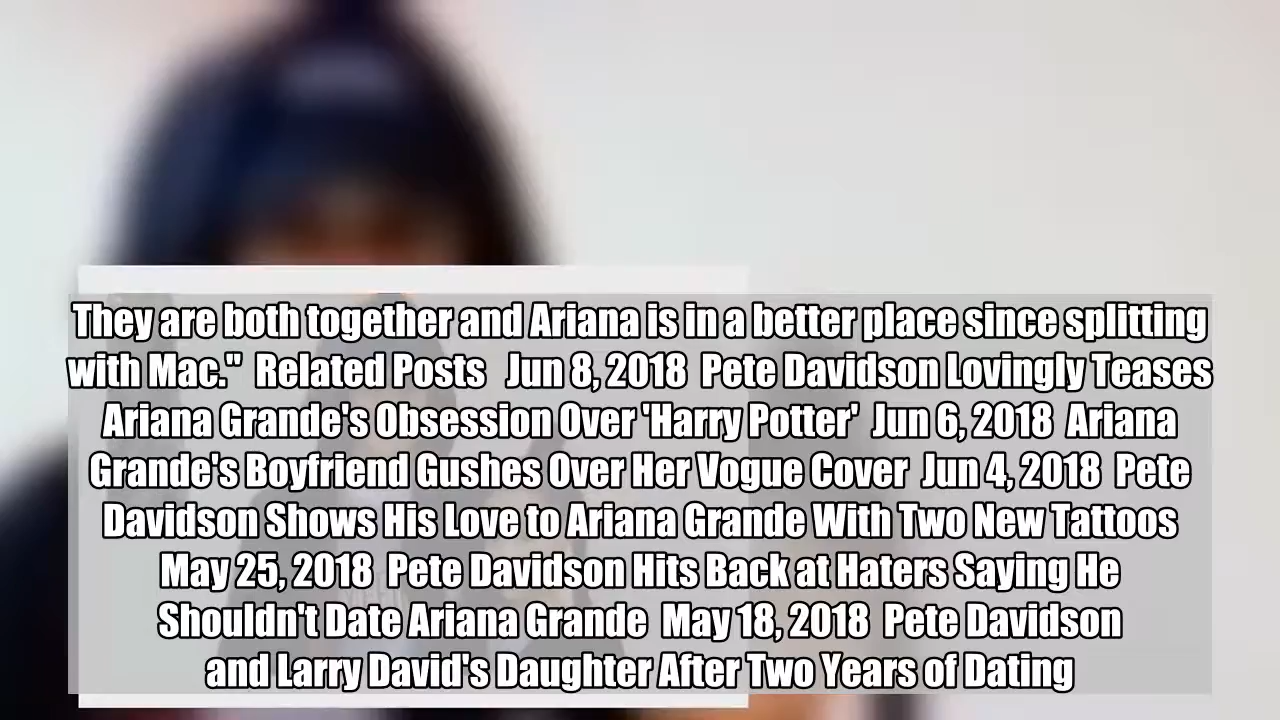 They are both together and Ariana is in a better place since splitting
with Mac." Related Posts Jun 8, 2018 Pete Davidson Lovingly Teases
Ariana Grande's Obsession Over 'Harry Potter' Jun 6, 2018 Ariana
Grande's Boyfriend Gushes Over Her Vogue Cover Jun 4, 2018 Pete
Davidson Shows His Love to Ariana Grande With Two New Tattoos
May 25, 2018 Pete Davidson Hits Back at Haters Saying He
Shouldn't Date Ariana Grande May 18, 2018 Pete Davidson
and Larry David's Daughter After Two Years of Dating